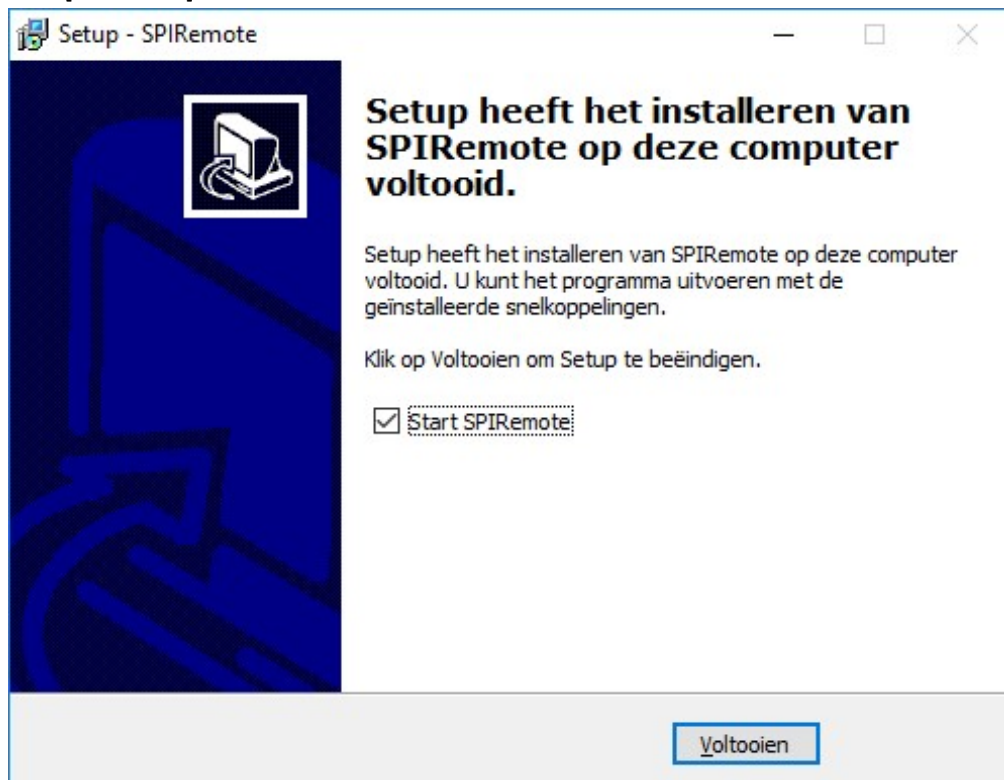 Setup - SPIRemote
Setup heeft het installeren van
SPIRemote op deze computer
voltooid.
Setup heeft het installeren van SPIRemote op deze computer
voltooid. U kunt het programma uitvoeren met de
geïnstalleerde snelkoppelingen.
Klik op Voltooien om Setup te beëindigen.
Start SPIRemote
Voltooien